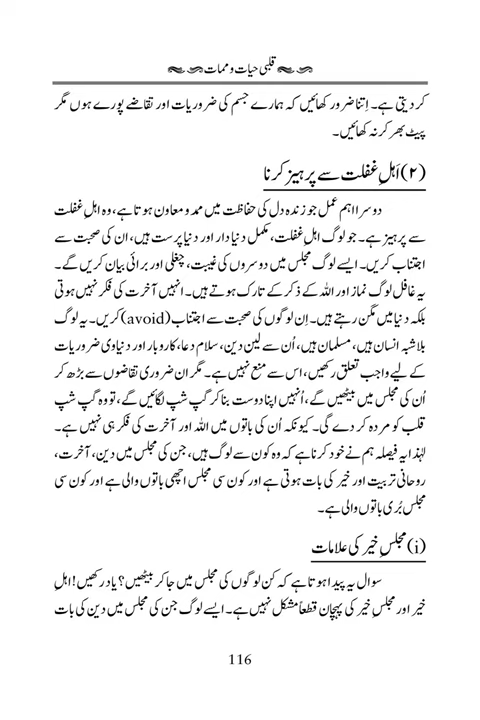 قلبی حیات و ممات
کر دیتی ہے۔ اِتنا ضرور کھائیں کہ ہمارے جسم کی ضروریات اور تقاضے پورے ہوں مگر
پیٹ بھر کر نہ کھائیں۔
(۲) اَہلِ غفلت سے پرہیز کرنا
دوسرا اہم عمل جو زندہ دل کی حفاظت میں ممد و معاون ہوتا ہے، وہ اہلِ غفلت
سے پرہیز ہے۔ جو لوگ اہلِ غفلت، مکمل دنیا دار اور دنیا پرست ہیں، ان کی صحبت سے
اجتناب کریں۔ ایسے لوگ مجلس میں دوسروں کی غیبت، چغلی اور برائی بیان کریں گے۔
یہ غافل لوگ نماز اور اللہ کے ذکر کے تارک ہوتے ہیں۔ انہیں آخرت کی فکر نہیں ہوتی
بلکہ دنیا میں مگن رہتے ہیں۔ اِن لوگوں کی صحبت سے اجتناب (avoid) کریں۔ یہ لوگ
بلاشبہ انسان ہیں، مسلمان ہیں، اُن سے لین دین، سلام دعا، کاروبار اور دنیاوی ضروریات
کے لیے واجب تعلق رکھیں، اس سے منع نہیں ہے۔ مگر ان ضروری تقاضوں سے بڑھ کر
اُن کی مجلس میں بیٹھیں گے، اُنہیں اپنا دوست بنا کر گپ شپ لگائیں گے، تو وہ گپ شپ
قلب کو مردہ کر دے گی۔ کیونکہ اُن کی باتوں میں اللہ اور آخرت کی فکر ہی نہیں ہے۔
لہٰذا یہ فیصلہ ہم نے خود کرنا ہے کہ وہ کون سے لوگ ہیں، جن کی مجلس میں دین، آخرت،
روحانی تربیت اور خیر کی بات ہوتی ہے اور کون سی مجلس اچھی باتوں والی ہے اور کون سی
مجلس بُری باتوں والی ہے۔
(i) مجلسِ خیر کی علامات
سوال یہ پیدا ہوتا ہے کہ کن لوگوں کی مجلس میں جا کر بیٹھیں؟ یاد رکھیں! اہلِ
خیر اور مجلسِ خیر کی پہچان قطعاً مشکل نہیں ہے۔ ایسے لوگ جن کی مجلس میں دین کی بات
116